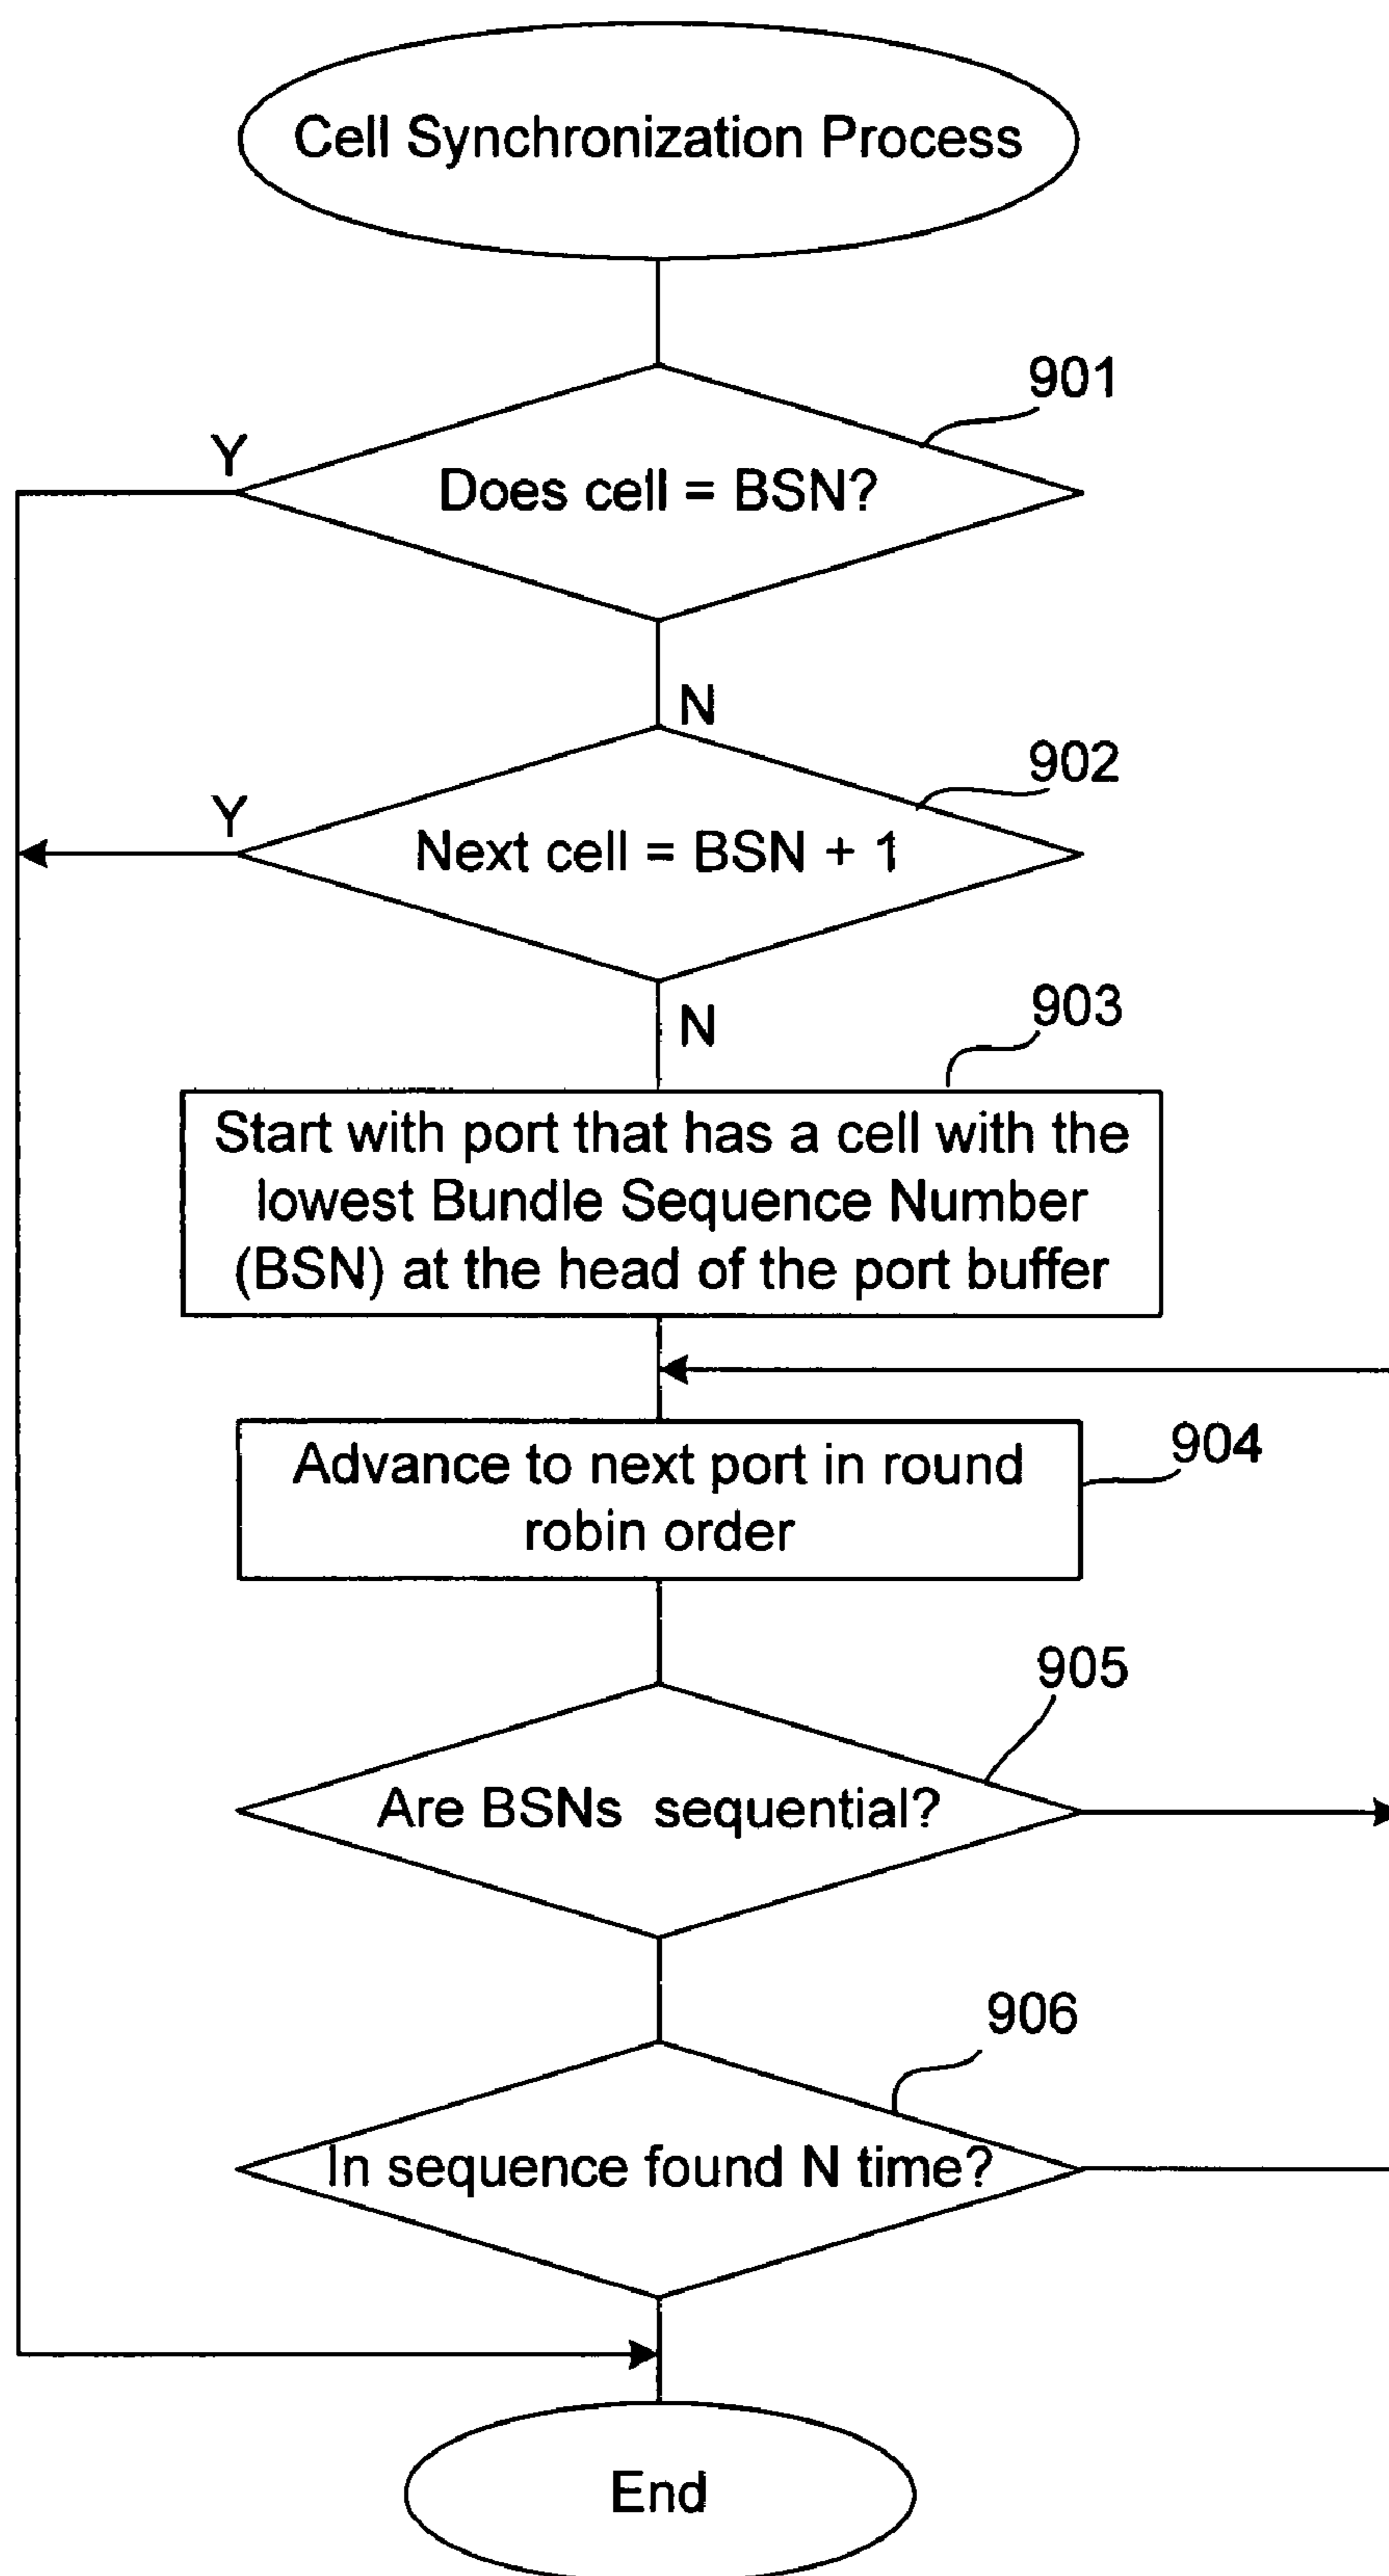 Cell Synchronization Process
901
Y
Does cell = BSN?
N
902
Y
Next cell = BSN + 1
N
903
Start with port that has a cell with the
lowest Bundle Sequence Number
(BSN) at the head of the port buffer
904
Advance to next port in round
robin order
905
Are BSNs sequential?
906
In sequence found N time?
End